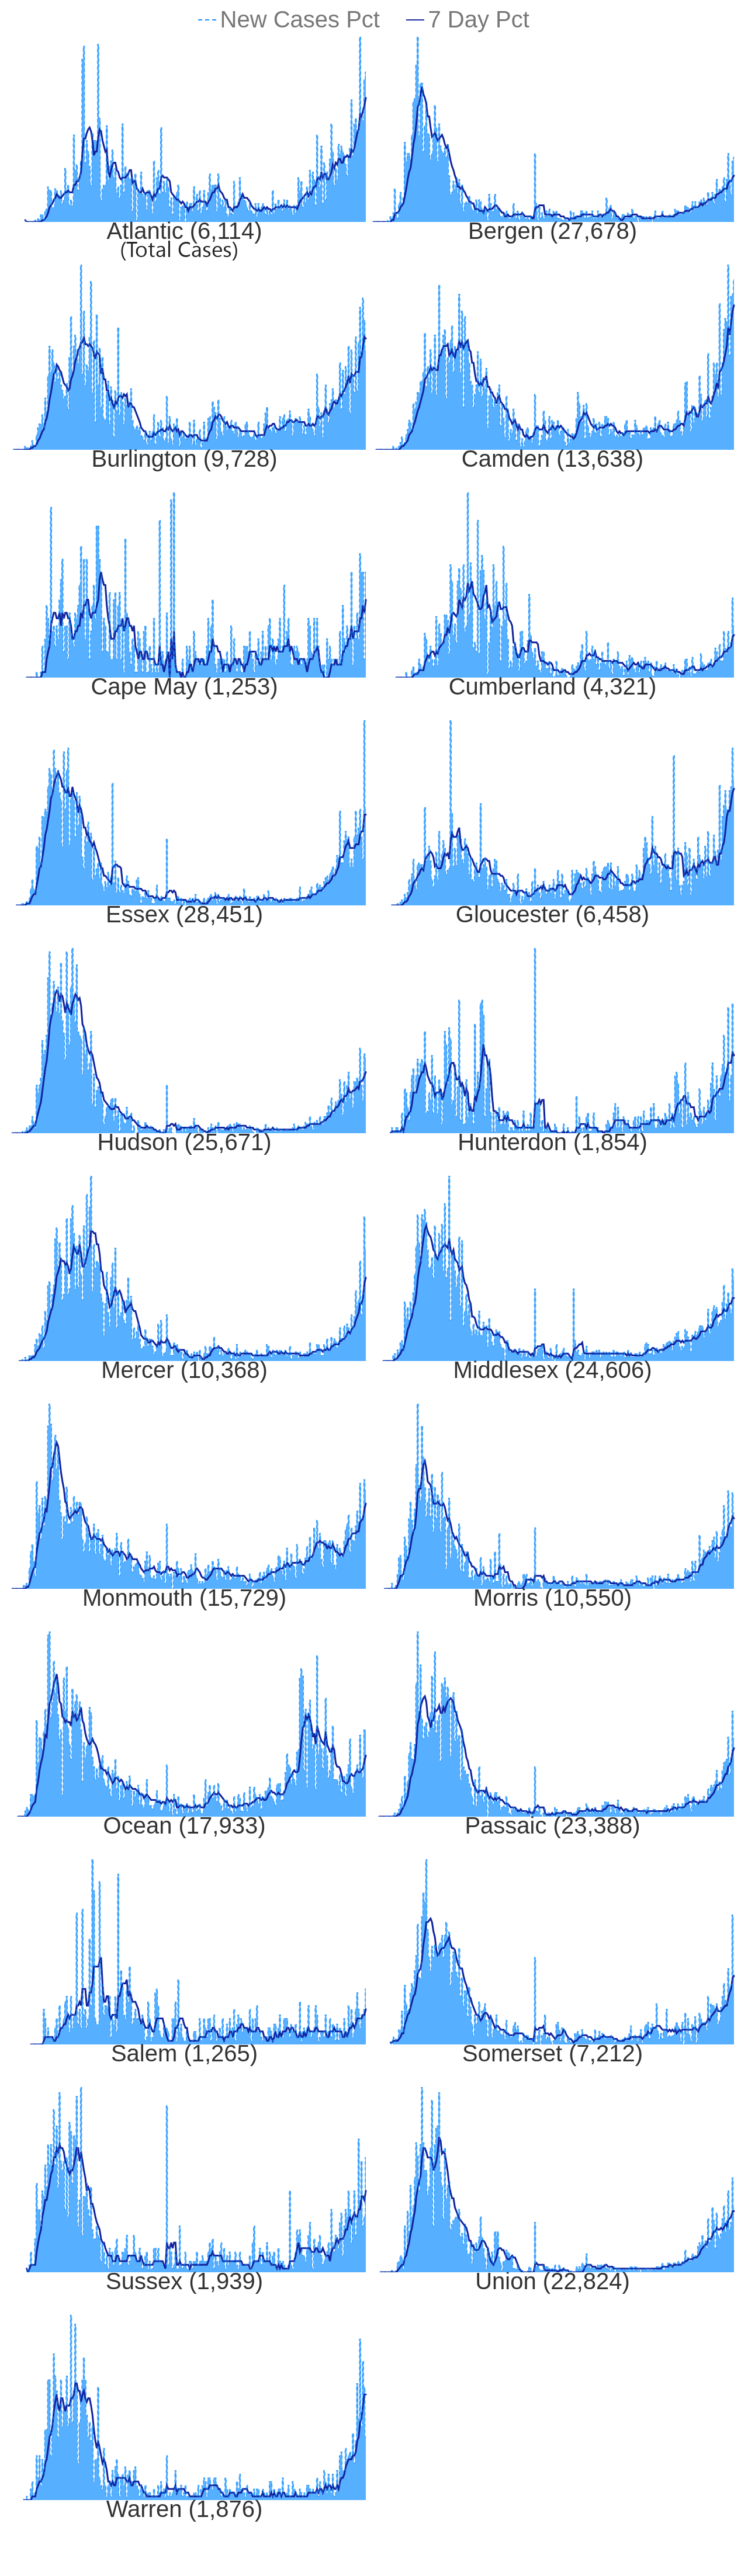 New Cases Pct 7 Day Pct
Atlantic (6,114) Bergen (27,678)
(Total Cases)
Burlington (9,728) Camden (13,638)
Cape May (1,253) Cumberland (4,321)
Essex (28,451) Gloucester (6,458)
Hudson (25,671) Hunterdon (1,854)
Mercer (10,368) Middlesex (24,606)
Monmouth (15,729) Morris (10,550)
Ocean (17,933) Passaic (23,388)
Salem (1,265) Somerset (7,212)
Sussex (1,939) Union (22,824)
Warren (1,876)